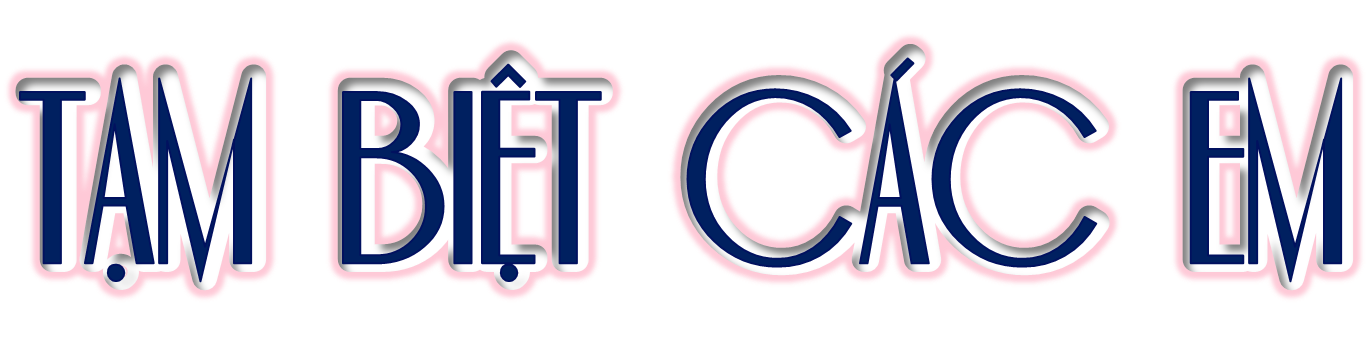 TẠM BIỆT CÁC EM